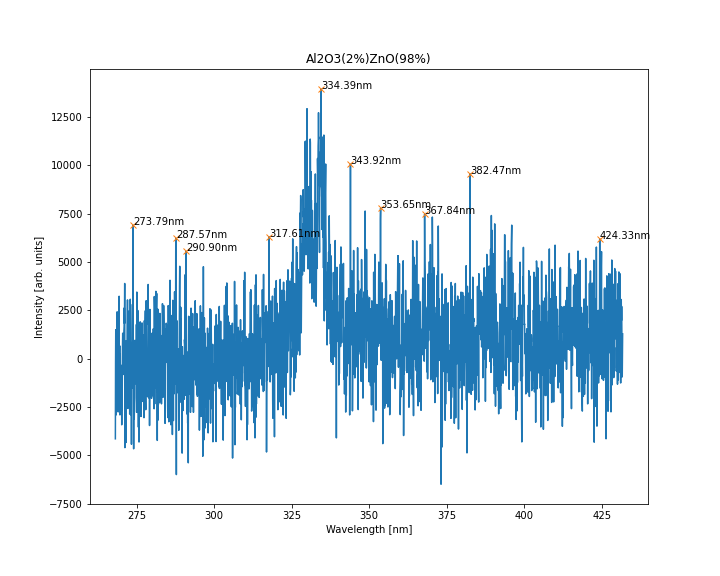 Al2O3(2%)ZnO(98%)
334.39nm
343.92nm
382.47nm
353.65nm
367.84nm
273.79nm
287.57nm
290.90nm
317.61nm
424.33nm
12500
10000
7500
5000
2500
0
−2500
−5000
−7500
Intensity [arb. units]
275
300
325
350
375
400
425
Wavelength [nm]